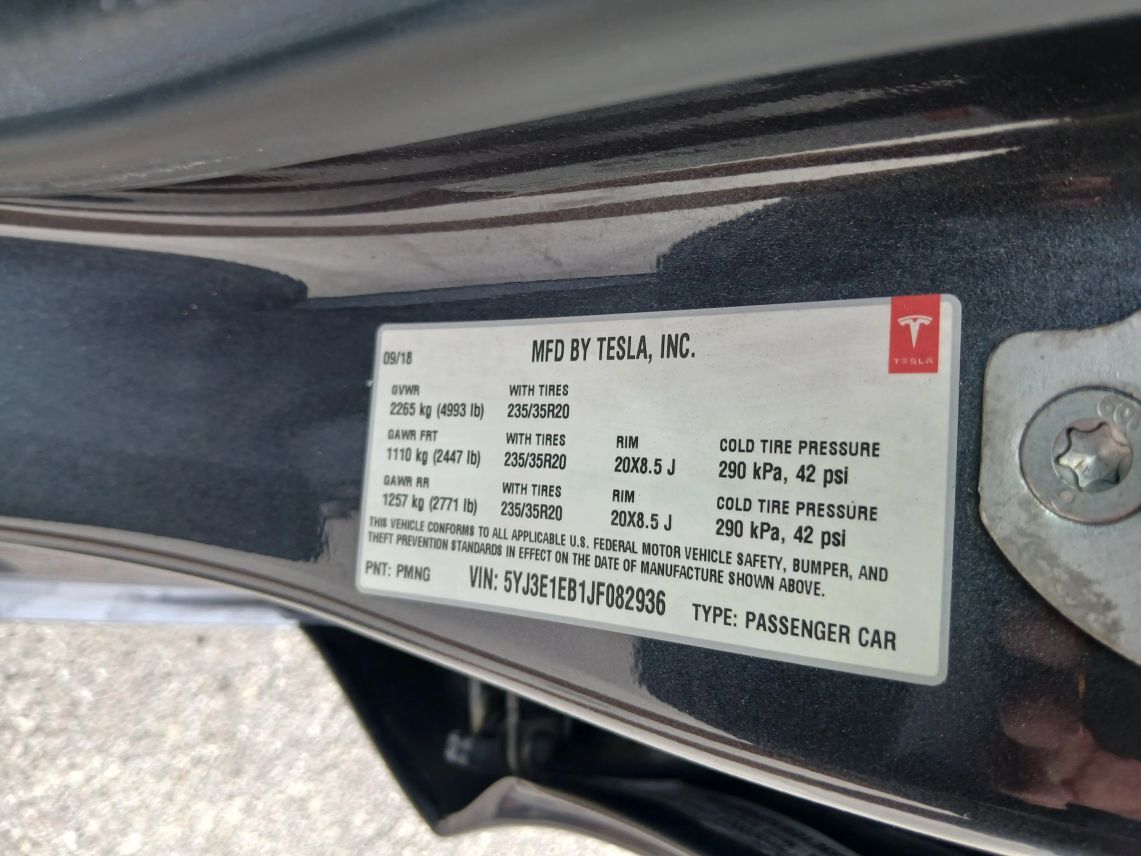 09/18
MFD BY TESLA, INC.
TESLA
GVWR WITH TIRES
2265 kg (4993 lb) 235/35R20
GAWR FRT WITH TIRES RIM COLD TIRE PRESSURE
1110 kg (2447 lb) 235/35R20 20X8.5 J 290 kPa, 42 psi
GAWR RR WITH TIRES RIM COLD TIRE PRESSURE
1257 kg (2771 lb) 235/35R20 20X8.5 J 290 kPa, 42 psi
THIS VEHICLE CONFORMS TO ALL APPLICABLE U.S. FEDERAL MOTOR VEHICLE SAFETY, BUMPER, AND
THEFT PREVENTION STANDARDS IN EFFECT ON THE DATE OF MANUFACTURE SHOWN ABOVE.
PNT: PMNG VIN: 5YJ3E1EB1JF082936 TYPE: PASSENGER CAR